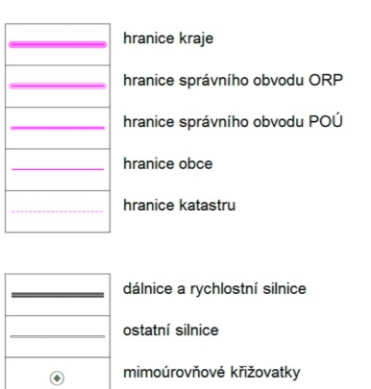 hranice kraje
hranice správního obvodu ORP
hranice správního obvodu POÚ
hranice obce
hranice katastru
dálnice a rychlostní silnice
ostatní silnice
mimoúrovňové křižovatky